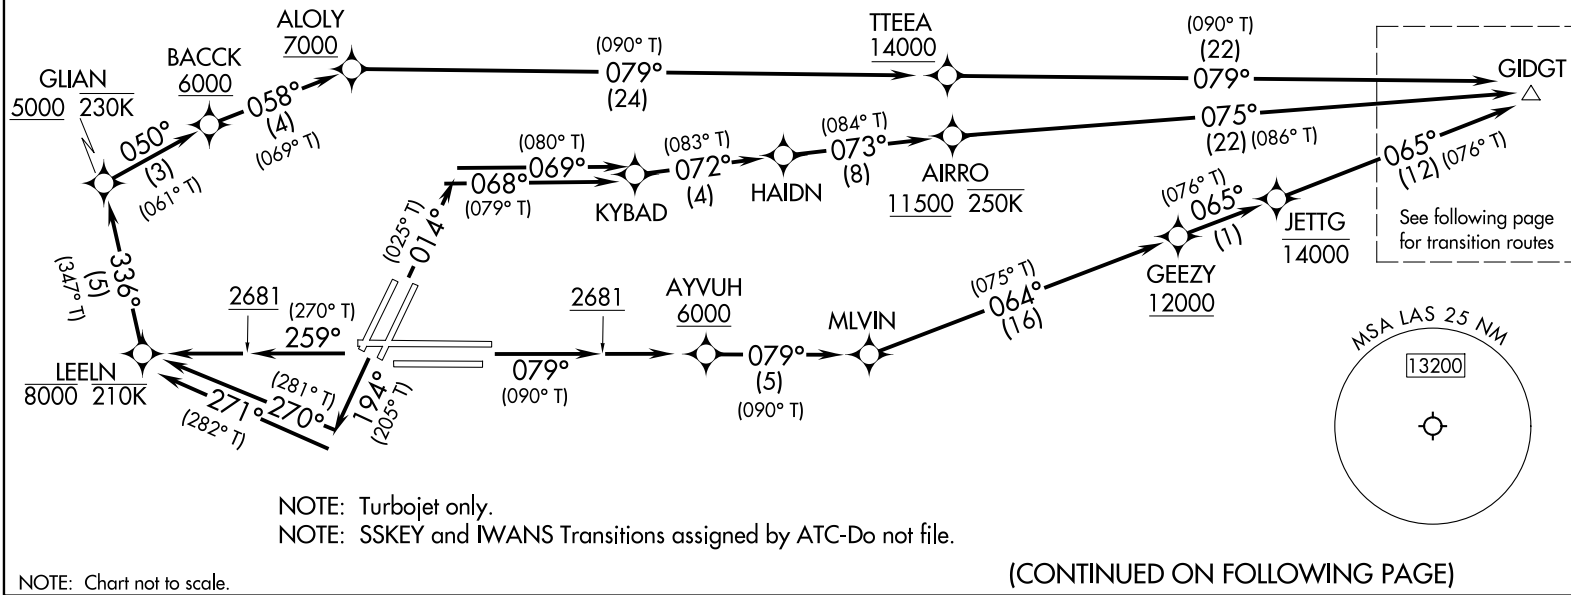 ALOLY
7000
TTEEA
14000
(090° T)
079°
(24)
(090° T)
(22)
079°
GIDGT
BACCK
6000
GLIAN
5000 230K
058°
(4)
(069° T)
050°
(3)
(061° T)
(080° T)
069°
068°
(079° T)
KYBAD
(083° T)
072°
(4)
HAIDN
(084° T)
073°
(8)
AIRRO
11500 250K
075°
(22) (086° T)
065°
(12) (076° T)
(076° T)
065°
(1)
JETTG
14000
See following page
for transition routes
GEEZY
12000
(025° T)
014°
336°
(5)
(347° T)
2681
(270° T)
259°
LEELN
8000 210K
(281° T)
270°
271°
(282° T)
194°
(205° T)
2681
079°
(090° T)
AYVUH
6000
079°
(5)
(090° T)
MLVIN
(075° T)
064°
(16)
MSA LAS 25 NM
13200
NOTE: Turbojet only.
NOTE: SSKEY and IWANS Transitions assigned by ATC-Do not file.
NOTE: Chart not to scale.
(CONTINUED ON FOLLOWING PAGE)